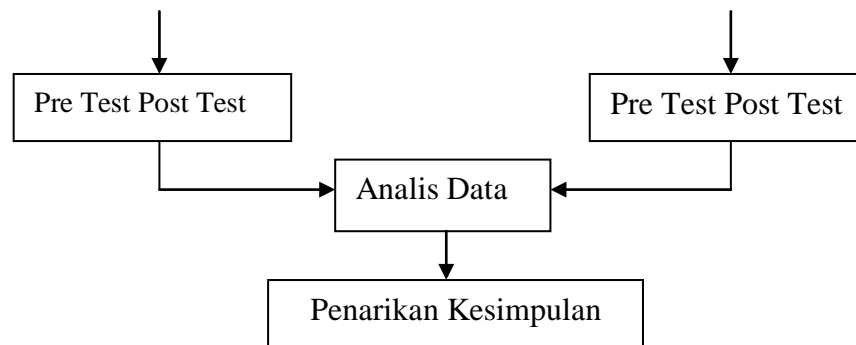 Pre Test Post Test
Pre Test Post Test
Analis Data
Penarikan Kesimpulan